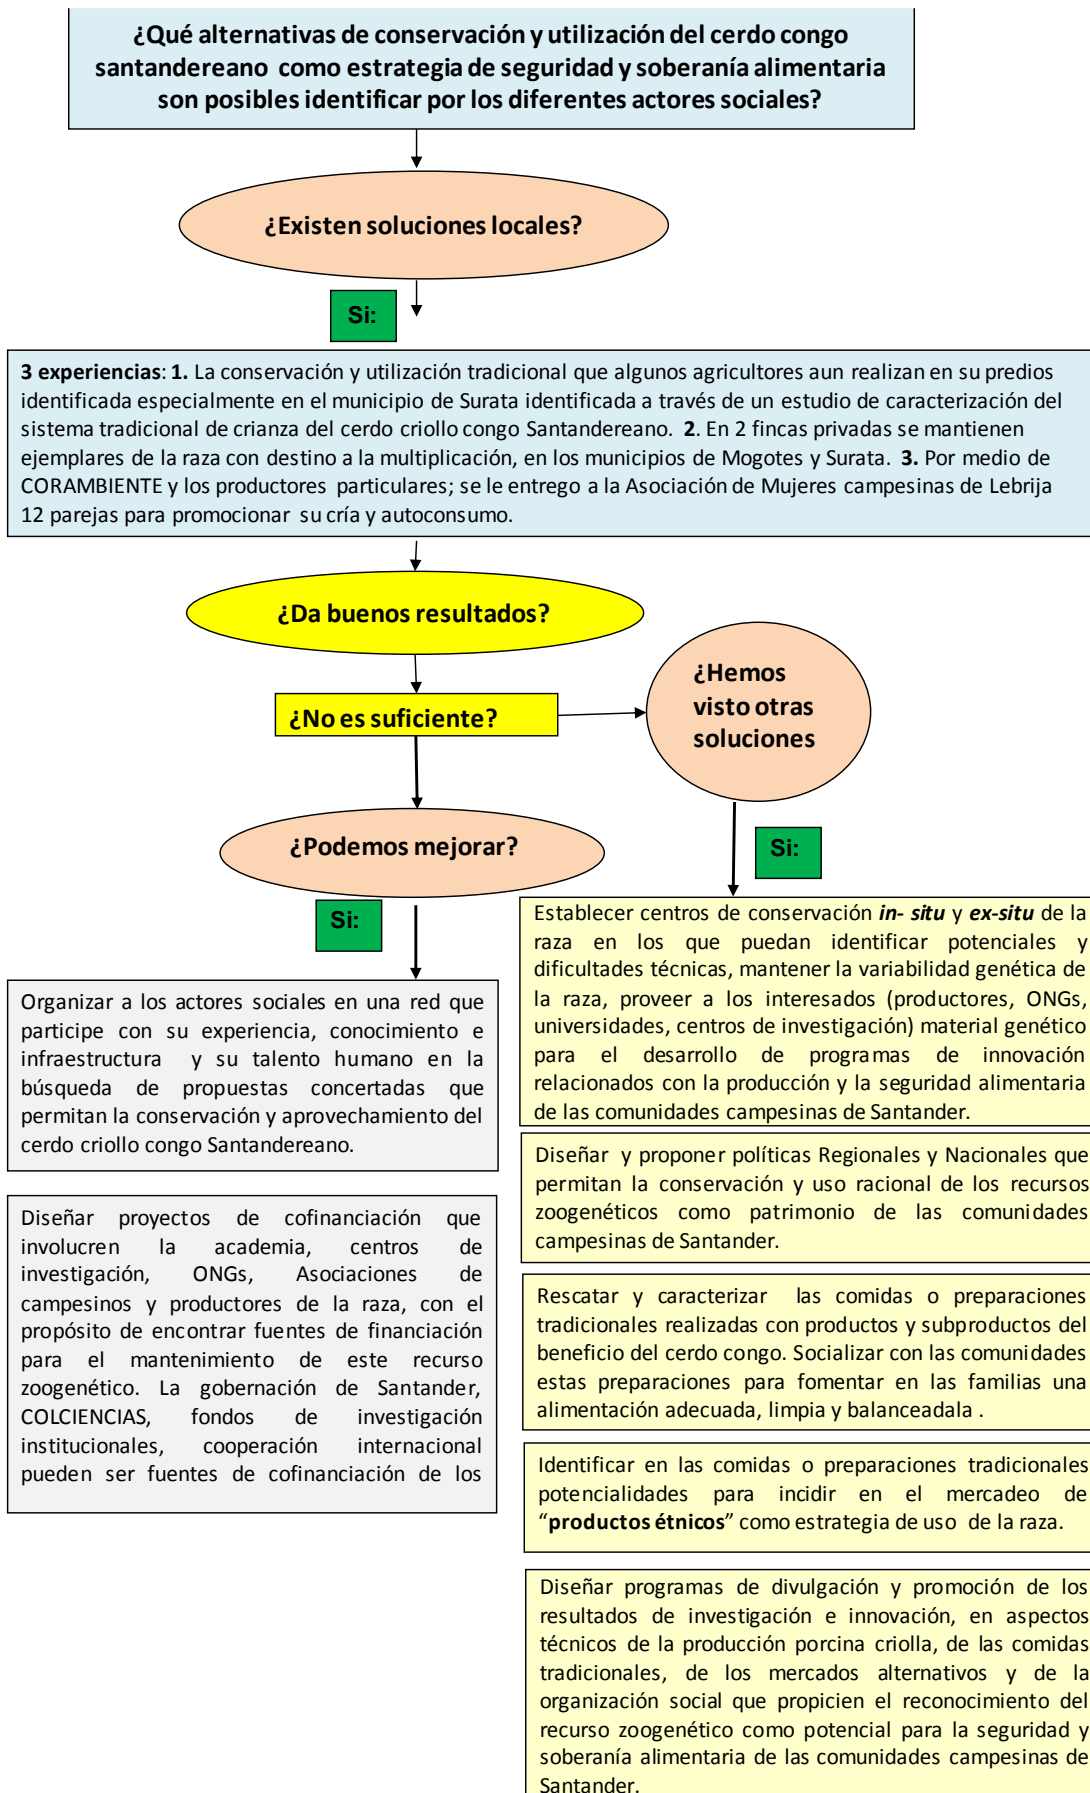 ¿Qué alternativas de conservación y utilización del cerdo congo
santandereano como estrategia de seguridad y soberanía alimentaria
son posibles identificar por los diferentes actores sociales?
¿Existen soluciones locales?
Si:
3 experiencias: 1. La conservación y utilización tradicional que algunos agricultores aun realizan en su predios
identificada especialmente en el municipio de Surata identificada a través de un estudio de caracterización del
sistema tradicional de crianza del cerdo criollo congo Santandereano. 2. En 2 fincas privadas se mantienen
ejemplares de la raza con destino a la multiplicación, en los municipios de Mogotes y Surata. 3. Por medio de
CORAMBIENTE y los productores particulares; se le entrego a la Asociación de Mujeres campesinas de Lebrija
12 parejas para promocionar su cría y autoconsumo.
¿Da buenos resultados?
¿No es suficiente?
¿Hemos
visto otras
soluciones
¿Podemos mejorar?
Si:
Organizar a los actores sociales en una red que
participe con su experiencia, conocimiento e
infraestructura y su talento humano en la
búsqueda de propuestas concertadas que
permitan la conservación y aprovechamiento del
cerdo criollo congo Santandereano.
Diseñar proyectos de cofinanciación que
involucren la academia, centros de
investigación, ONGs, Asociaciones de
campesinos y productores de la raza, con el
propósito de encontrar fuentes de financiación
para el mantenimiento de este recurso
zoogenético. La gobernación de Santander,
COLCIENCIAS, fondos de investigación
institucionales, cooperación internacional
pueden ser fuentes de cofinanciación de los
Si:
Establecer centros de conservación in- situ y ex-situ de la
raza en los que puedan identificar potenciales y
dificultades técnicas, mantener la variabilidad genética de
la raza, proveer a los interesados (productores, ONGs,
universidades, centros de investigación) material genético
para el desarrollo de programas de innovación
relacionados con la producción y la seguridad alimentaria
de las comunidades campesinas de Santander.
Diseñar y proponer políticas Regionales y Nacionales que
permitan la conservación y uso racional de los recursos
zoogenéticos como patrimonio de las comunidades
campesinas de Santander.
Rescatar y caracterizar las comidas o preparaciones
tradicionales realizadas con productos y subproductos del
beneficio del cerdo congo. Socializar con las comunidades
estas preparaciones para fomentar en las familias una
alimentación adecuada, limpia y balanceadala .
Identificar en las comidas o preparaciones tradicionales
potencialidades para incidir en el mercadeo de
“productos étnicos” como estrategia de uso de la raza.
Diseñar programas de divulgación y promoción de los
resultados de investigación e innovación, en aspectos
técnicos de la producción porcina criolla, de las comidas
tradicionales, de los mercados alternativos y de la
organización social que propicien el reconocimiento del
recurso zoogenético como potencial para la seguridad y
soberanía alimentaria de las comunidades campesinas de
Santander.